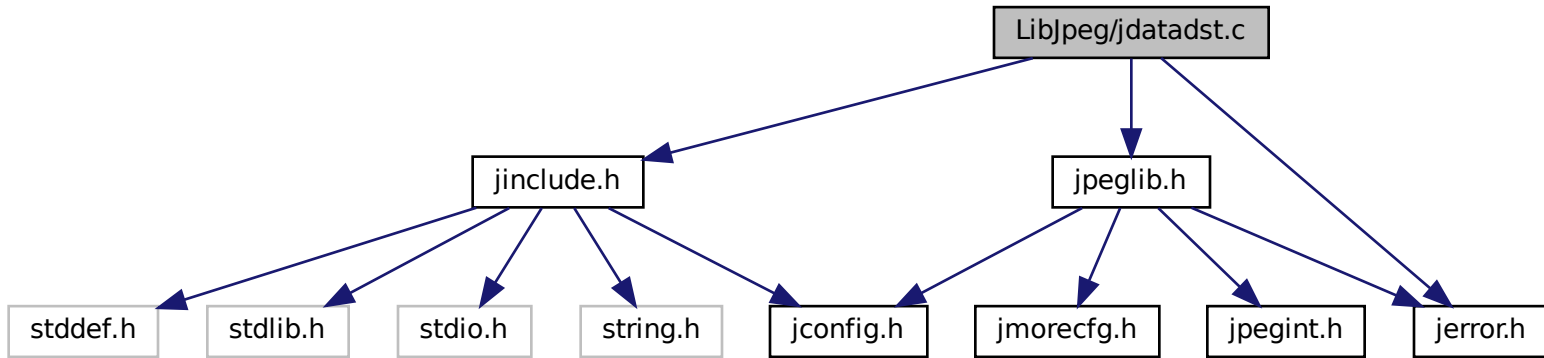 LibJpeg/jdatadst.c
jinclude.h
jpeglib.h
stddef.h
stdlib.h
stdio.h
string.h
jconfig.h
jmorecfg.h
jpegint.h
jerror.h